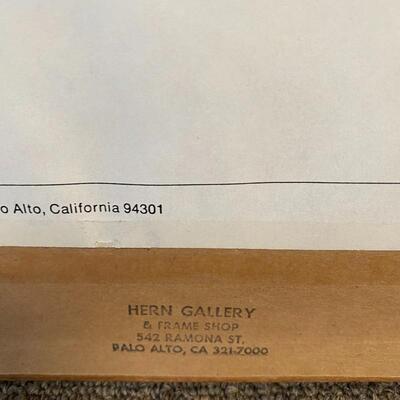 o Alto, California 94301
HERN GALLERY
& FRAME SHOP
542 RAMONA ST.
PALO ALTO, CA 321-7000